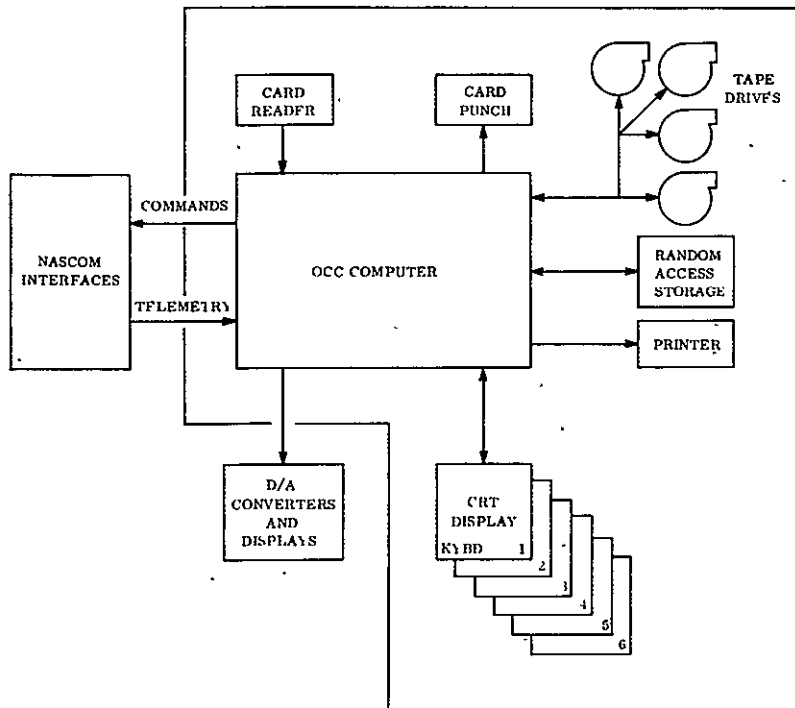 CARD
READER
CARD
PUNCH
TAPE
DRIVES
COMMANDS
NASCOM
INTERFACES
OCC COMPUTER
TELEMETRY
RANDOM
ACCESS
STORAGE
PRINTER
D/A
CONVERTERS
AND
DISPLAYS
CRT
DISPLAY
KYBD 1
2
3
4
5
6